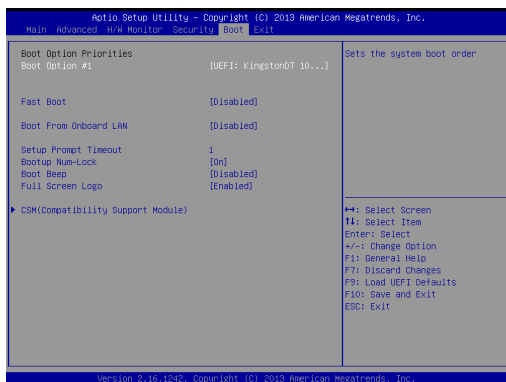 Aptio Setup Utility – Copyright (C) 2013 American Megatrends, Inc.
Main Advanced H/W Monitor Security Boot Exit
Boot Option Priorities
Boot Option #1 [UEFI: KingstonDT 10...]
Fast Boot [Disabled]
Boot From Onboard LAN [Disabled]
Setup Prompt Timeout 1
Bootup Num-Lock [On]
Boot Beep [Disabled]
Full Screen Logo [Enabled]
▶ CSM(Compatibility Support Module)
Sets the system boot order
↔: Select Screen
↑↓: Select Item
Enter: Select
+/-: Change Option
F1: General Help
F7: Discard Changes
F9: Load UEFI Defaults
F10: Save and Exit
ESC: Exit
Version 2.16.1242. Copyright (C) 2013 American Megatrends, Inc.